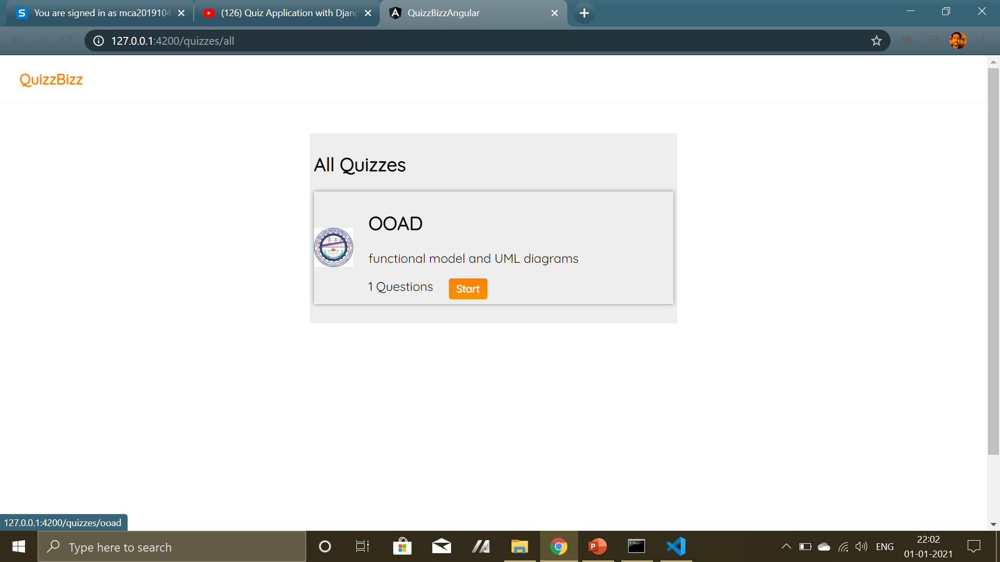 You are signed in as mca2019104
(126) Quiz Application with Djang
QuizzBizzAngular
127.0.0.1:4200/quizzes/all
QuizzBizz
All Quizzes
OOAD
functional model and UML diagrams
1 Questions
Start
127.0.0.1:4200/quizzes/ooad
Type here to search
ENG
22:02
01-01-2021